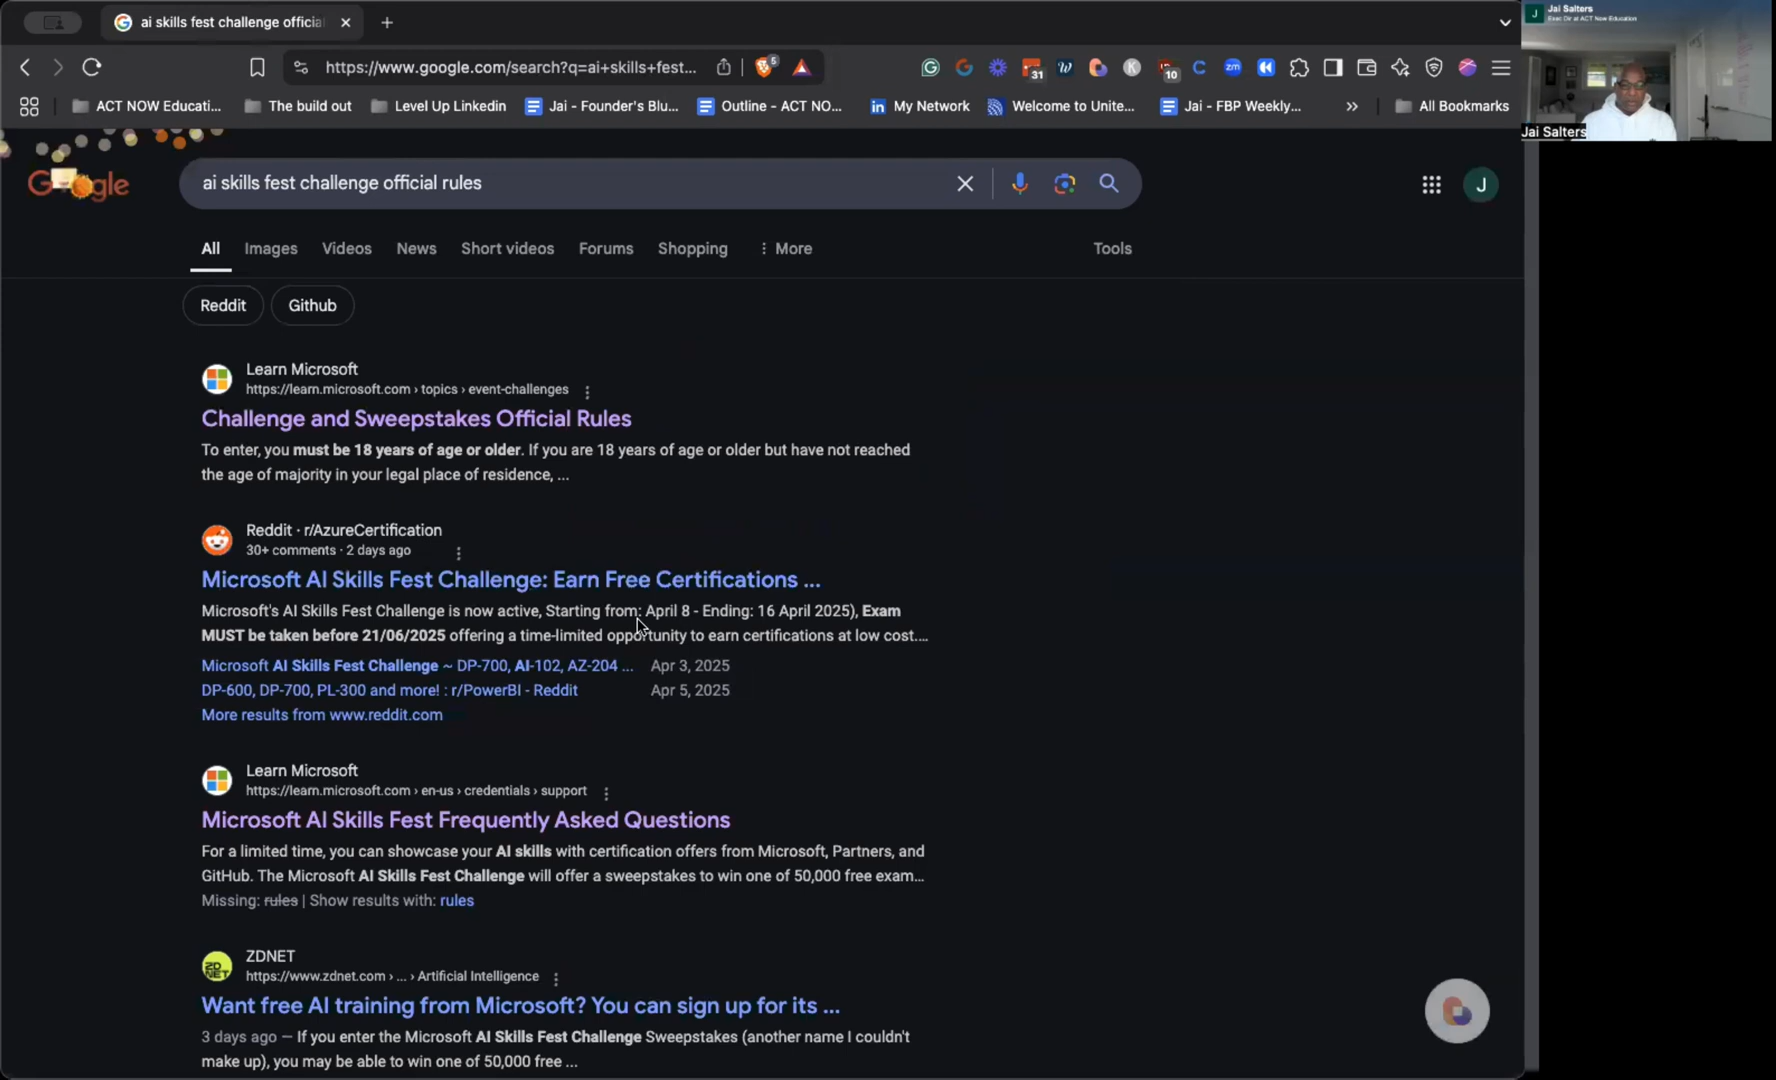 ai skills fest challenge official
https://www.google.com/search?q=ai+skills+fest...
5
31
10
zm
ACT NOW Educati...
The build out
Level Up Linkedin
Jai - Founder's Blu...
Outline - ACT NO...
My Network
Welcome to Unite...
Jai - FBP Weekly...
All Bookmarks
J
Jai Salters
Exec Dir at ACT Now Education
Jai Salters
Google
ai skills fest challenge official rules
J
All
Images
Videos
News
Short videos
Forums
Shopping
More
Tools
Reddit
Github
Learn Microsoft
https://learn.microsoft.com › topics › event-challenges
Challenge and Sweepstakes Official Rules
To enter, you must be 18 years of age or older. If you are 18 years of age or older but have not reached
the age of majority in your legal place of residence, ...
Reddit · r/AzureCertification
30+ comments · 2 days ago
Microsoft AI Skills Fest Challenge: Earn Free Certifications ...
Microsoft's AI Skills Fest Challenge is now active, Starting from: April 8 - Ending: 16 April 2025), Exam
MUST be taken before 21/06/2025 offering a time-limited opportunity to earn certifications at low cost....
Microsoft AI Skills Fest Challenge ~ DP-700, AI-102, AZ-204 ... Apr 3, 2025
DP-600, DP-700, PL-300 and more! : r/PowerBI - Reddit Apr 5, 2025
More results from www.reddit.com
Learn Microsoft
https://learn.microsoft.com › en-us › credentials › support
Microsoft AI Skills Fest Frequently Asked Questions
For a limited time, you can showcase your AI skills with certification offers from Microsoft, Partners, and
GitHub. The Microsoft AI Skills Fest Challenge will offer a sweepstakes to win one of 50,000 free exam...
Missing: rules | Show results with: rules
ZDNET
https://www.zdnet.com › ... › Artificial Intelligence
Want free AI training from Microsoft? You can sign up for its ...
3 days ago — If you enter the Microsoft AI Skills Fest Challenge Sweepstakes (another name I couldn't
make up), you may be able to win one of 50,000 free ...